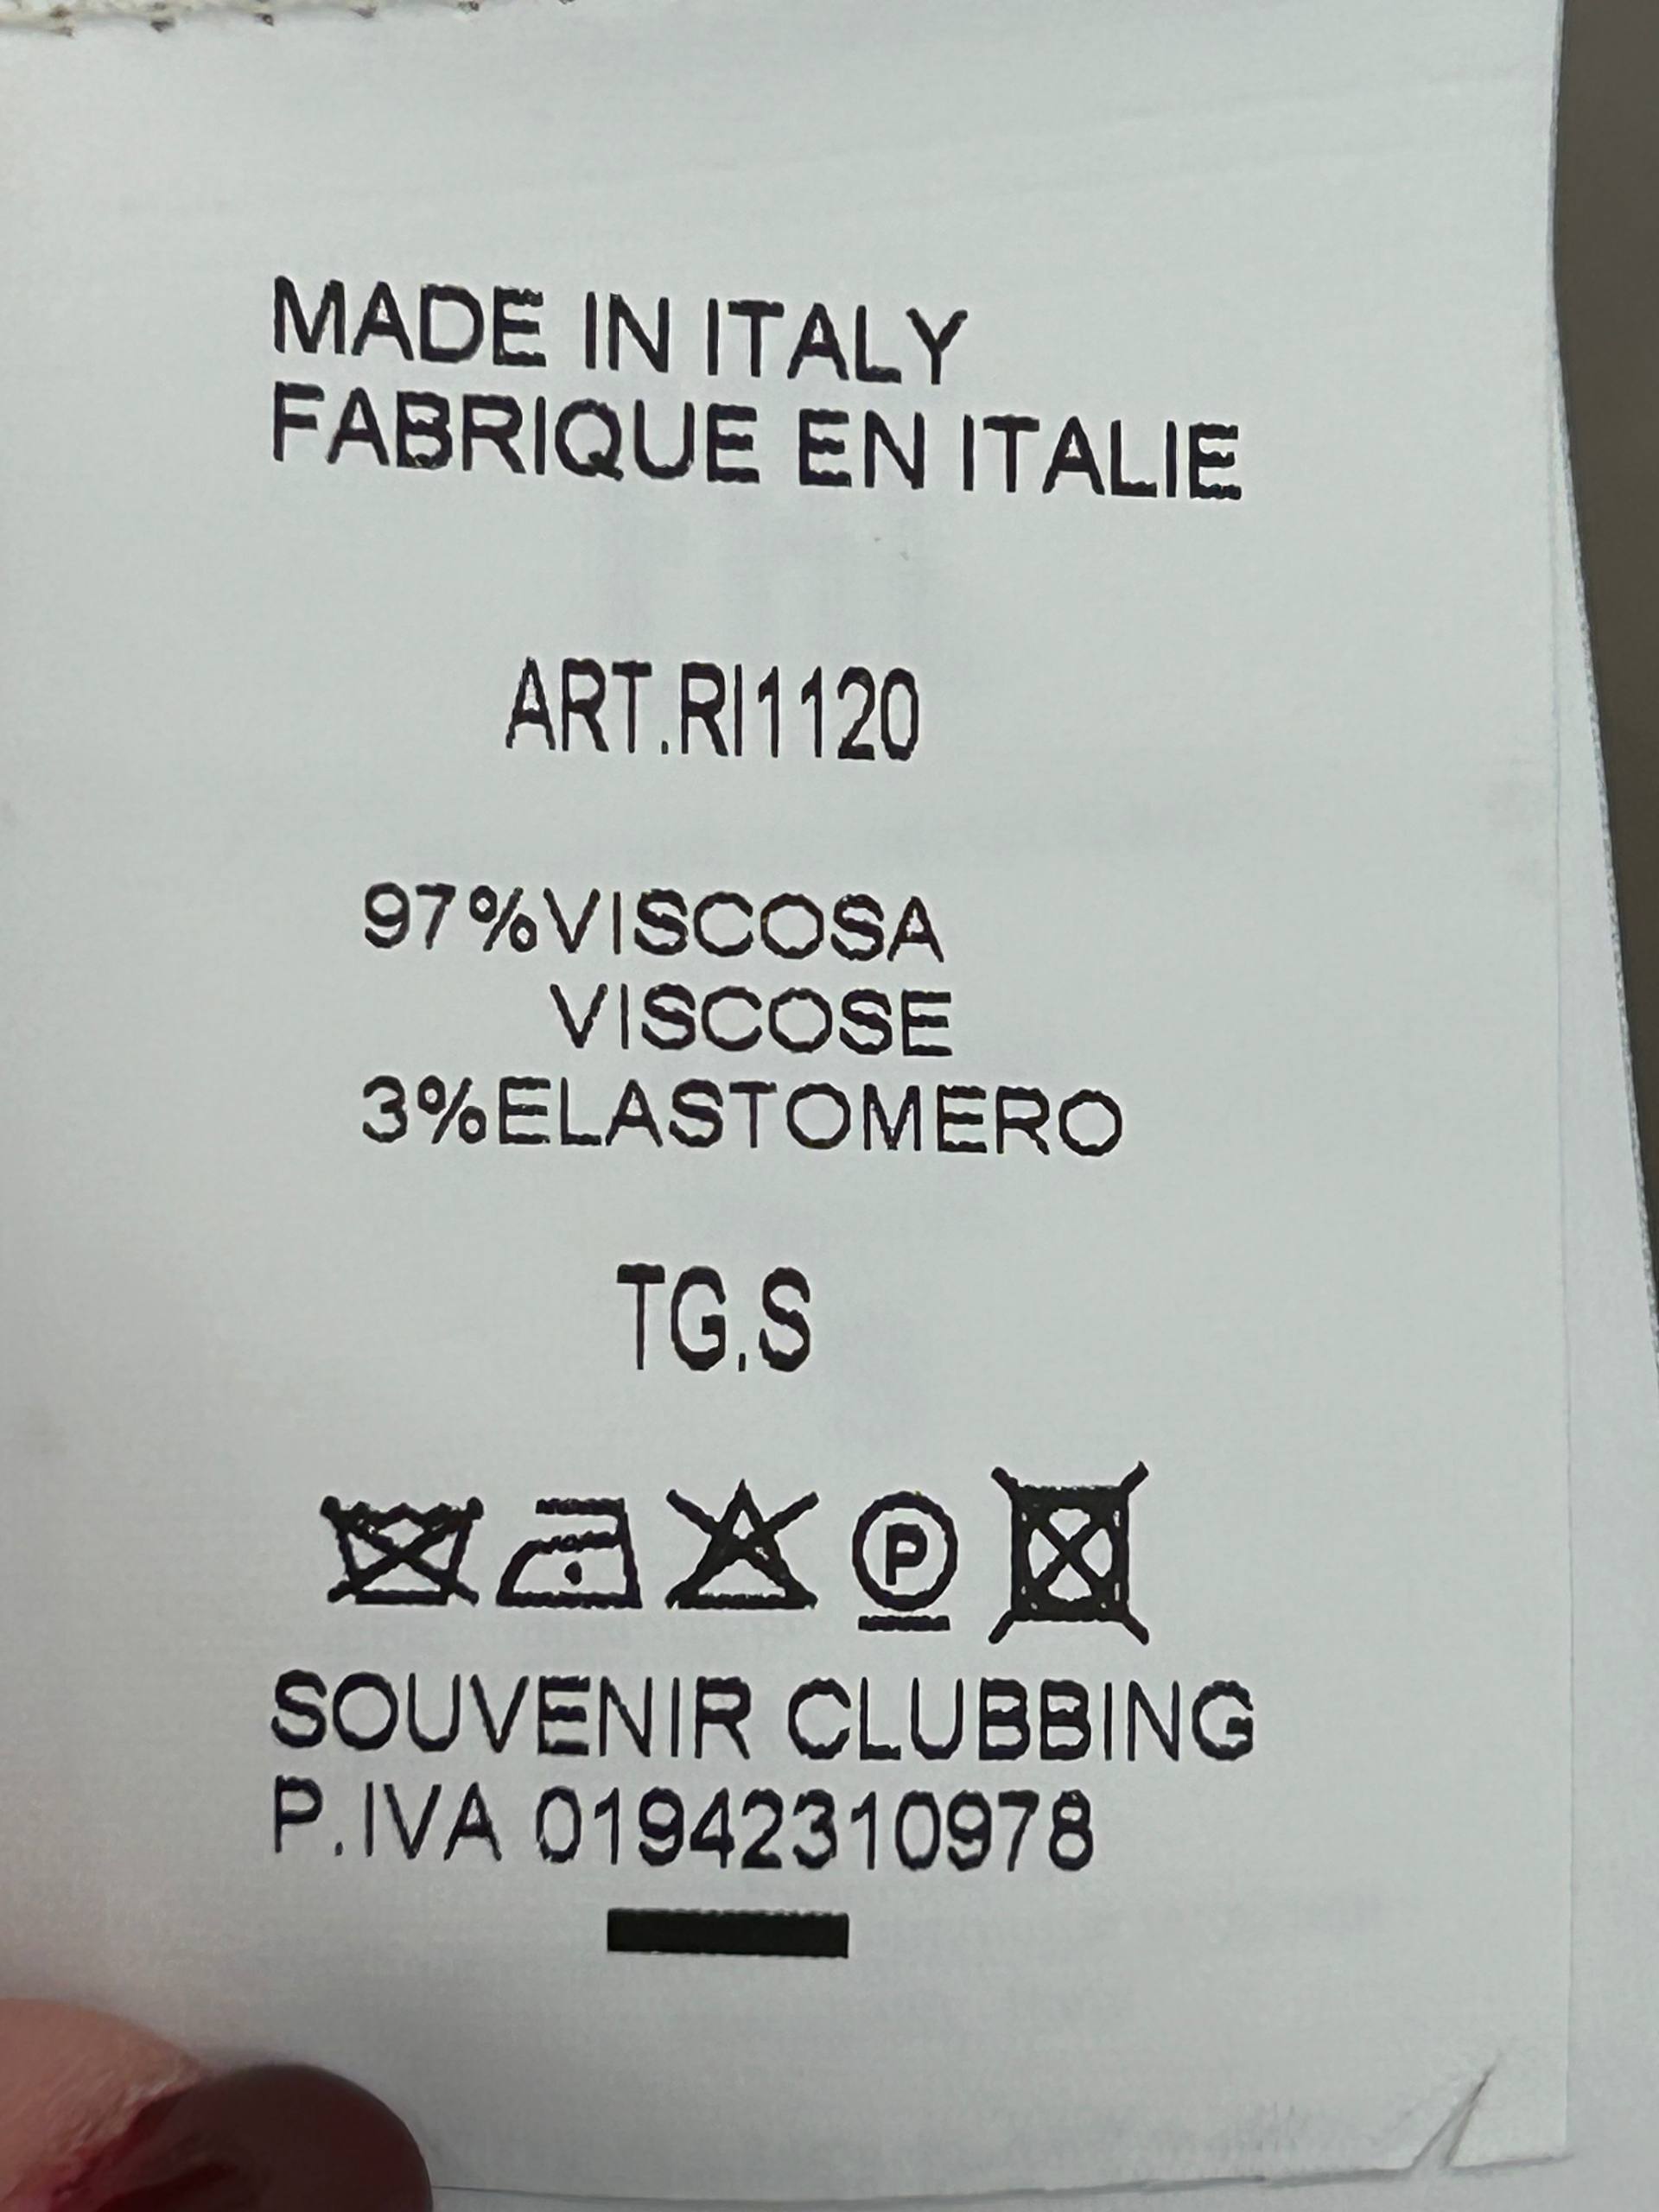 MADE IN ITALY
FABRIQUE EN ITALIE
ART.RI1120
97%VISCOSA
VISCOSE
3%ELASTOMERO
TG.S
P
SOUVENIR CLUBBING
P.IVA 01942310978